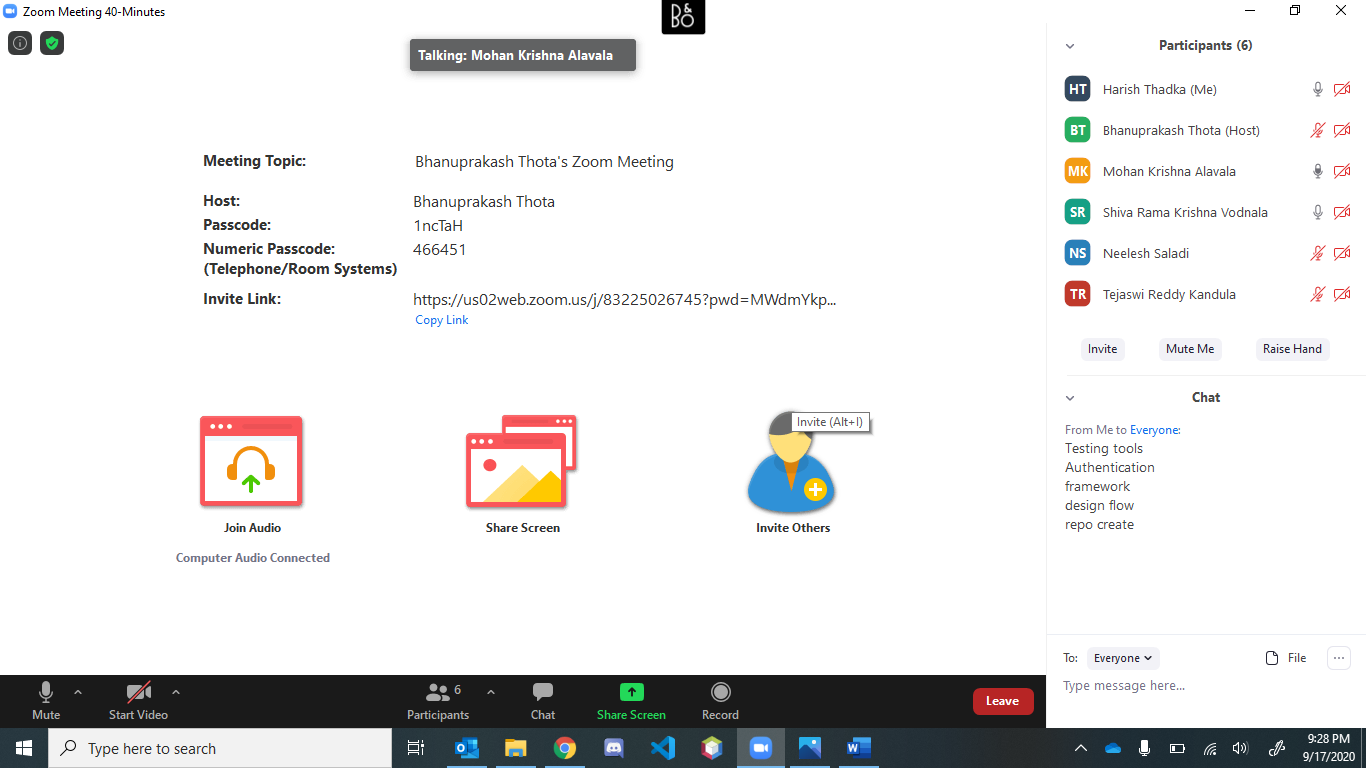 Zoom Meeting 40-Minutes
B&O
Talking: Mohan Krishna Alavala
Meeting Topic: Bhanuprakash Thota's Zoom Meeting
Host: Bhanuprakash Thota
Passcode: 1ncTaH
Numeric Passcode: 466451
(Telephone/Room Systems)
Invite Link: https://us02web.zoom.us/j/83225026745?pwd=MWdmYkp...
Copy Link
Invite (Alt+I)
Join Audio Share Screen Invite Others
Computer Audio Connected
Participants (6)
HT Harish Thadka (Me)
BT Bhanuprakash Thota (Host)
MK Mohan Krishna Alavala
SR Shiva Rama Krishna Vodnala
NS Neelesh Saladi
TR Tejaswi Reddy Kandula
Invite Mute Me Raise Hand
Chat
From Me to Everyone:
Testing tools
Authentication
framework
design flow
repo create
To: Everyone File ...
Type message here...
6
Mute Start Video Participants Chat Share Screen Record Leave
Type here to search
9:28 PM
9/17/2020